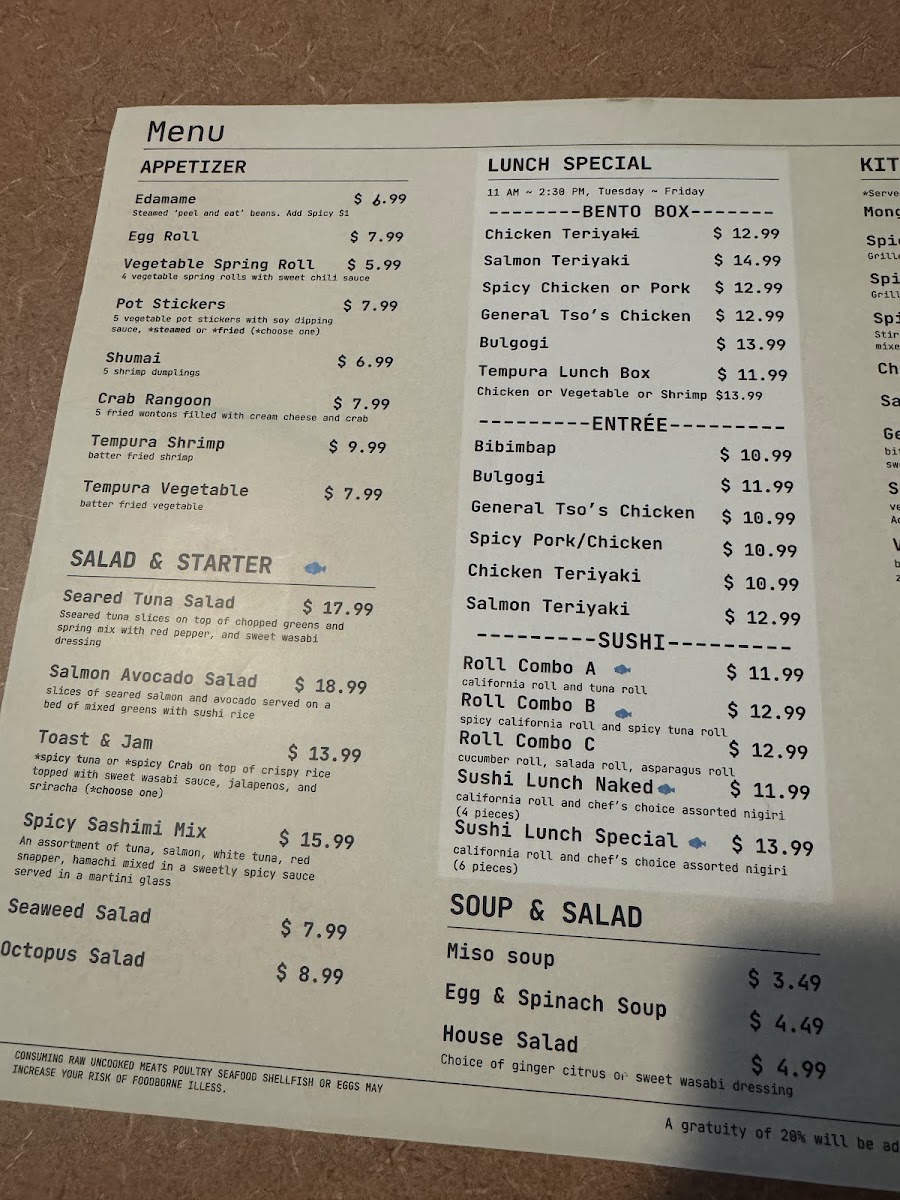 Menu
APPETIZER
Edamame $ 6.99
Steamed 'peel and eat' beans. Add Spicy $1
Egg Roll $ 7.99
Vegetable Spring Roll $ 5.99
4 vegetable spring rolls with sweet chili sauce
Pot Stickers $ 7.99
5 vegetable pot stickers with soy dipping
sauce, *steamed or *fried (*choose one)
Shumai $ 6.99
5 shrimp dumplings
Crab Rangoon $ 7.99
5 fried wontons filled with cream cheese and crab
Tempura Shrimp $ 9.99
batter fried shrimp
Tempura Vegetable $ 7.99
batter fried vegetable
SALAD & STARTER
Seared Tuna Salad $ 17.99
Sseared tuna slices on top of chopped greens and
spring mix with red pepper, and sweet wasabi
dressing
Salmon Avocado Salad $ 18.99
slices of seared salmon and avocado served on a
bed of mixed greens with sushi rice
Toast & Jam $ 13.99
*spicy tuna or *spicy Crab on top of crispy rice
topped with sweet wasabi sauce, jalapenos, and
sriracha (*choose one)
Spicy Sashimi Mix $ 15.99
An assortment of tuna, salmon, white tuna, red
snapper, hamachi mixed in a sweetly spicy sauce
served in a martini glass
Seaweed Salad $ 7.99
Octopus Salad $ 8.99
CONSUMING RAW UNCOOKED MEATS POULTRY SEAFOOD SHELLFISH OR EGGS MAY
INCREASE YOUR RISK OF FOODBORNE ILLESS.
LUNCH SPECIAL
11 AM ~ 2:30 PM, Tuesday ~ Friday
--------BENTO BOX-------
Chicken Teriyaki $ 12.99
Salmon Teriyaki $ 14.99
Spicy Chicken or Pork $ 12.99
General Tso's Chicken $ 12.99
Bulgogi $ 13.99
Tempura Lunch Box $ 11.99
Chicken or Vegetable or Shrimp $13.99
---------ENTRÉE---------
Bibimbap $ 10.99
Bulgogi $ 11.99
General Tso's Chicken $ 10.99
Spicy Pork/Chicken $ 10.99
Chicken Teriyaki $ 10.99
Salmon Teriyaki $ 12.99
---------SUSHI---------
Roll Combo A $ 11.99
california roll and tuna roll
Roll Combo B $ 12.99
spicy california roll and spicy tuna roll
Roll Combo C $ 12.99
cucumber roll, salada roll, asparagus roll
Sushi Lunch Naked $ 11.99
california roll and chef's choice assorted nigiri
(4 pieces)
Sushi Lunch Special $ 13.99
california roll and chef's choice assorted nigiri
(6 pieces)
SOUP & SALAD
Miso soup $ 3.49
Egg & Spinach Soup $ 4.49
House Salad $ 4.99
Choice of ginger citrus or sweet wasabi dressing
A gratuity of 20% will be ad
KIT
*Serve
Mong
Spic
Grille
Spi
Grill
Spi
Stir
mixe
Ch
Sa
Ge
bit
sw
S
ve
Ac
V
b
z